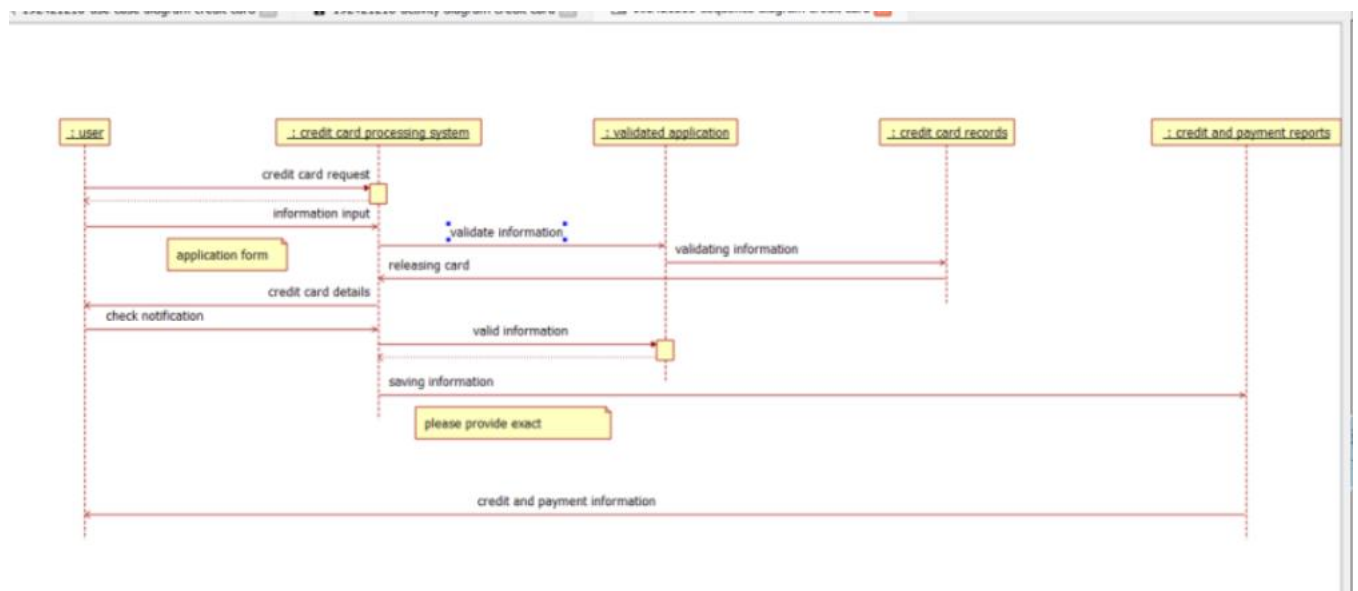 : user
: credit card processing system
: validated application
: credit card records
: credit and payment reports
credit card request
information input
validate information
validating information
application form
releasing card
credit card details
check notification
valid information
saving information
please provide exact
credit and payment information